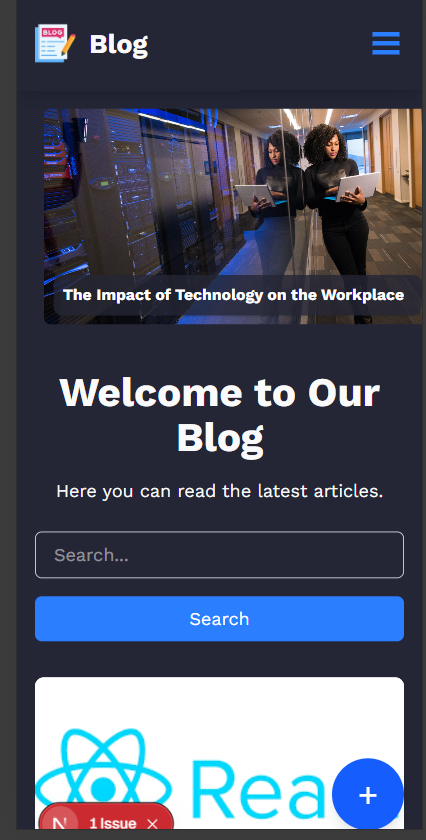 BLOG
Blog
The Impact of Technology on the Workplace
Welcome to Our
Blog
Here you can read the latest articles.
Search...
Search
Rea
+
N
1 Issue ×